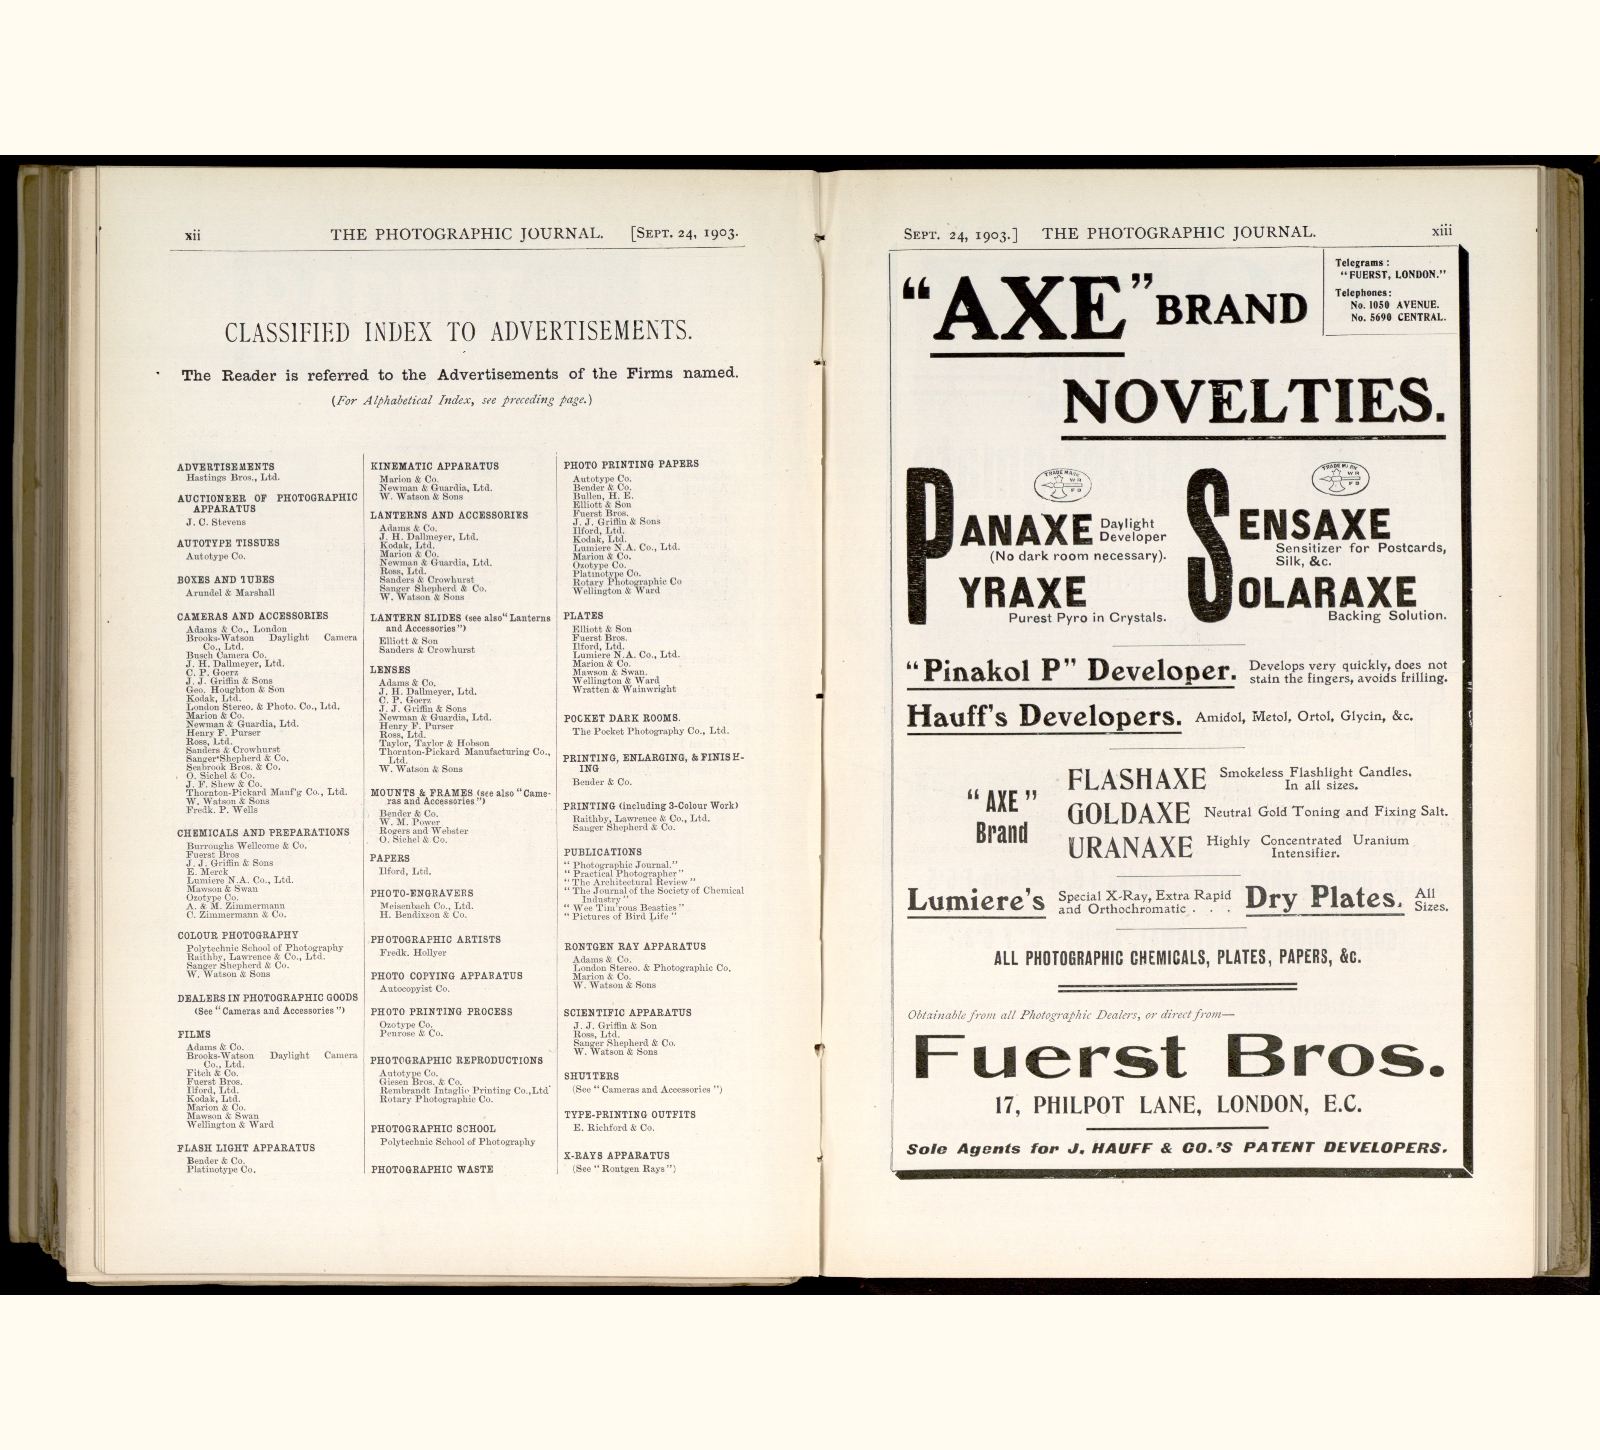 xii THE PHOTOGRAPHIC JOURNAL. [SEPT. 24, 1903.
CLASSIFIED INDEX TO ADVERTISEMENTS.
The Reader is referred to the Advertisements of the Firms named.
(For Alphabetical Index, see preceding page.)
ADVERTISEMENTS
Hastings Bros., Ltd.
AUCTIONEER OF PHOTOGRAPHIC
APPARATUS
J. C. Stevens
AUTOTYPE TISSUES
Autotype Co.
BOXES AND TUBES
Arundel & Marshall
CAMERAS AND ACCESSORIES
Adams & Co., London
Brooks-Watson Daylight Camera
Co., Ltd.
Busch Camera Co.
J. H. Dallmeyer, Ltd.
C. P. Goerz
J. J. Griffin & Sons
Geo. Houghton & Son
Kodak, Ltd.
London Stereo. & Photo. Co., Ltd.
Marion & Co.
Newman & Guardia, Ltd.
Henry F. Purser
Ross, Ltd.
Sanders & Crowhurst
Sanger Shepherd & Co.
Seabrook Bros. & Co.
O. Sichel & Co.
J. F. Shew & Co.
Thornton-Pickard Manf'g Co., Ltd.
W. Watson & Sons
Fredk. P. Wells
CHEMICALS AND PREPARATIONS
Burroughs Wellcome & Co.
Fuerst Bros
J. J. Griffin & Sons
E. Merck
Lumiere N.A. Co., Ltd.
Mawson & Swan
Ozotype Co.
A. & M. Zimmermann
C. Zimmermann & Co.
COLOUR PHOTOGRAPHY
Polytechnic School of Photography
Raithby, Lawrence & Co., Ltd.
Sanger Shepherd & Co.
W. Watson & Sons
DEALERS IN PHOTOGRAPHIC GOODS
(See "Cameras and Accessories")
FILMS
Adams & Co.
Brooks-Watson Daylight Camera
Co., Ltd.
Fitch & Co.
Fuerst Bros.
Ilford, Ltd.
Kodak, Ltd.
Marion & Co.
Mawson & Swan
Wellington & Ward
FLASH LIGHT APPARATUS
Bender & Co.
Platinotype Co.
KINEMATIC APPARATUS
Marion & Co.
Newman & Guardia, Ltd.
W. Watson & Sons
LANTERNS AND ACCESSORIES
Adams & Co.
J. H. Dallmeyer, Ltd.
Kodak, Ltd.
Marion & Co.
Newman & Guardia, Ltd.
Ross, Ltd.
Sanders & Crowhurst
Sanger Shepherd & Co.
W. Watson & Sons
LANTERN SLIDES (see also "Lanterns
and Accessories")
Elliott & Son
Sanders & Crowhurst
LENSES
Adams & Co.
J. H. Dallmeyer, Ltd.
C. P. Goerz
J. J. Griffin & Sons
Newman & Guardia, Ltd.
Henry F. Purser
Ross, Ltd.
Taylor, Taylor & Hobson
Thornton-Pickard Manufacturing Co.,
Ltd.
W. Watson & Sons
MOUNTS & FRAMES (see also "Came-
ras and Accessories")
Bender & Co.
W. M. Power
Rogers and Webster
O. Sichel & Co.
PAPERS
Ilford, Ltd.
PHOTO-ENGRAVERS
Meisenbach Co., Ltd.
H. Bendixson & Co.
PHOTOGRAPHIC ARTISTS
Fredk. Hollyer
PHOTO COPYING APPARATUS
Autocopyist Co.
PHOTO PRINTING PROCESS
Ozotype Co.
Penrose & Co.
PHOTOGRAPHIC REPRODUCTIONS
Autotype Co.
Giesen Bros. & Co.
Rembrandt Intaglio Printing Co., Ltd
Rotary Photographic Co.
PHOTOGRAPHIC SCHOOL
Polytechnic School of Photography
PHOTOGRAPHIC WASTE
PHOTO PRINTING PAPERS
Autotype Co.
Bender & Co.
Bullen, H. E.
Elliott & Son
Fuerst Bros.
J. J. Griffin & Sons
Ilford, Ltd.
Kodak, Ltd.
Lumiere N.A. Co., Ltd.
Marion & Co.
Ozotype Co.
Platinotype Co.
Rotary Photographic Co
Wellington & Ward
PLATES
Elliott & Son
Fuerst Bros.
Ilford, Ltd.
Lumiere N.A. Co., Ltd.
Marion & Co.
Mawson & Swan.
Wellington & Ward
Wratten & Wainwright
POCKET DARK ROOMS.
The Pocket Photography Co., Ltd.
PRINTING, ENLARGING, & FINISH-
ING
Bender & Co.
PRINTING (including 3-Colour Work)
Raithby, Lawrence & Co., Ltd.
Sanger Shepherd & Co.
PUBLICATIONS
"Photographic Journal."
"Practical Photographer"
"The Architectural Review"
"The Journal of the Society of Chemical
Industry"
"Wee Tim'rous Beasties"
"Pictures of Bird Life"
RONTGEN RAY APPARATUS
Adams & Co.
London Stereo. & Photographic Co.
Marion & Co.
W. Watson & Sons
SCIENTIFIC APPARATUS
J. J. Griffin & Son
Ross, Ltd.
Sanger Shepherd & Co.
W. Watson & Sons
SHUTTERS
(See "Cameras and Accessories")
TYPE-PRINTING OUTFITS
E. Richford & Co.
X-RAYS APPARATUS
(See "Rontgen Rays")
SEPT. 24, 1903.] THE PHOTOGRAPHIC JOURNAL. xiii
"AXE" BRAND
Telegrams:
"FUERST, LONDON."
Telephones:
No. 1050 AVENUE.
No. 5690 CENTRAL.
NOVELTIES.
TRADE MARK
W R
F B
PANAXE Daylight Developer
(No dark room necessary).
PYRAXE
Purest Pyro in Crystals.
TRADE MARK
W R
F B
SENSAXE
Sensitizer for Postcards,
Silk, &c.
SOLARAXE
Backing Solution.
"Pinakol P" Developer. Develops very quickly, does not
stain the fingers, avoids frilling.
Hauff's Developers. Amidol, Metol, Ortol, Glycin, &c.
"AXE"
Brand
FLASHAXE Smokeless Flashlight Candles.
In all sizes.
GOLDAXE Neutral Gold Toning and Fixing Salt.
URANAXE Highly Concentrated Uranium
Intensifier.
Lumiere's Special X-Ray, Extra Rapid
and Orthochromatic . . . Dry Plates. All
Sizes.
ALL PHOTOGRAPHIC CHEMICALS, PLATES, PAPERS, &c.
Obtainable from all Photographic Dealers, or direct from—
Fuerst Bros.
17, PHILPOT LANE, LONDON, E.C.
Sole Agents for J. HAUFF & CO.'S PATENT DEVELOPERS.